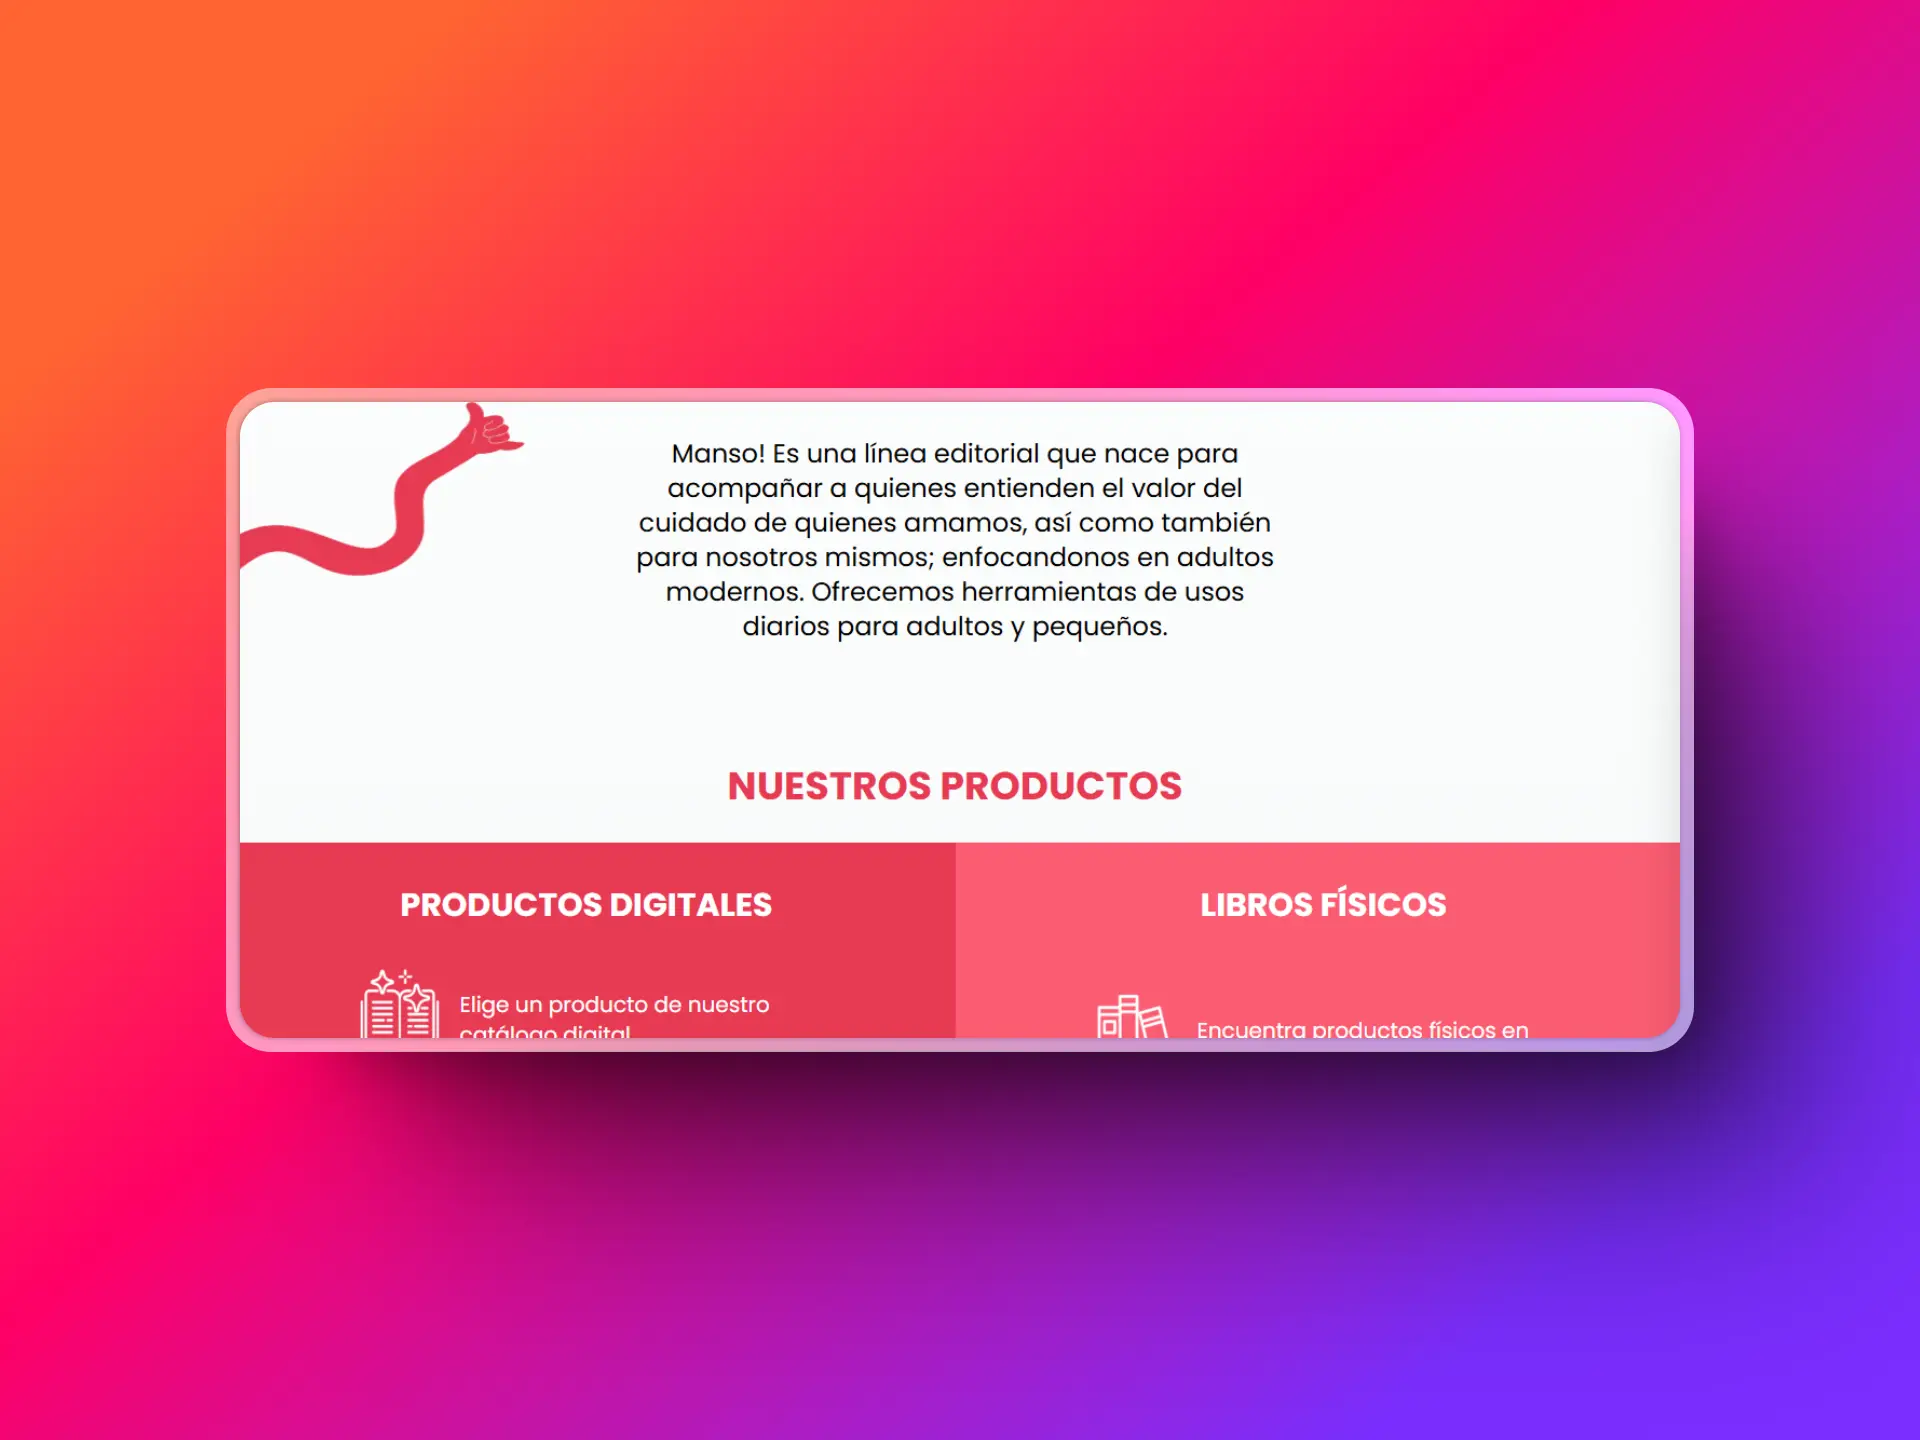 Manso! Es una línea editorial que nace para
acompañar a quienes entienden el valor del
cuidado de quienes amamos, así como también
para nosotros mismos; enfocandonos en adultos
modernos. Ofrecemos herramientas de usos
diarios para adultos y pequeños.
NUESTROS PRODUCTOS
PRODUCTOS DIGITALES
Elige un producto de nuestro
catálogo digital
LIBROS FÍSICOS
Encuentra productos físicos en